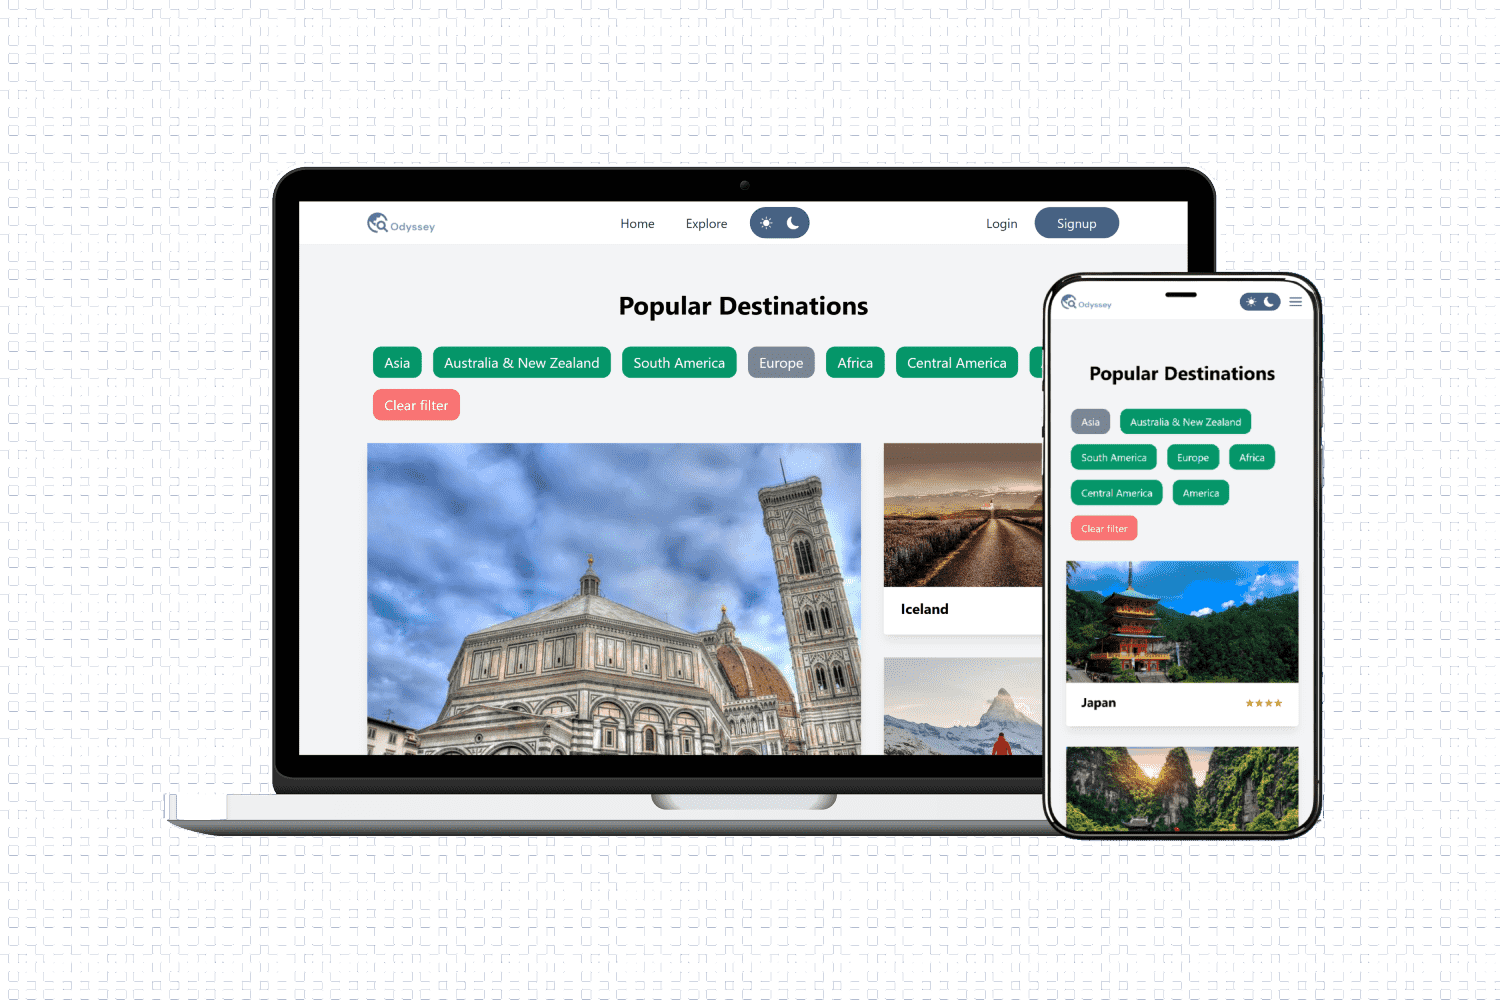 Odyssey
Home Explore
Login Signup
Popular Destinations
Asia Australia & New Zealand South America Europe Africa Central America
Clear filter
Iceland
Odyssey
Popular Destinations
Asia Australia & New Zealand
South America Europe Africa
Central America America
Clear filter
Japan